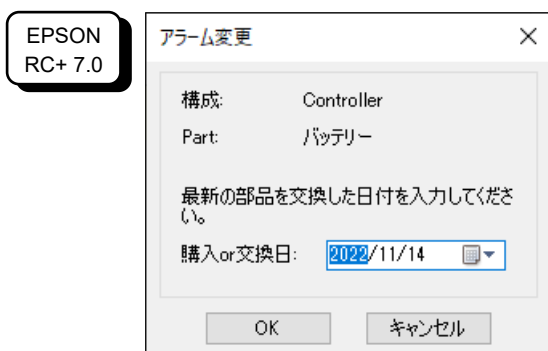 EPSON
RC+ 7.0
アラーム変更
構成: Controller
Part: バッテリー
最新の部品を交換した日付を入力してくださ
い。
購入or交換日: 2022/11/14
OK キャンセル